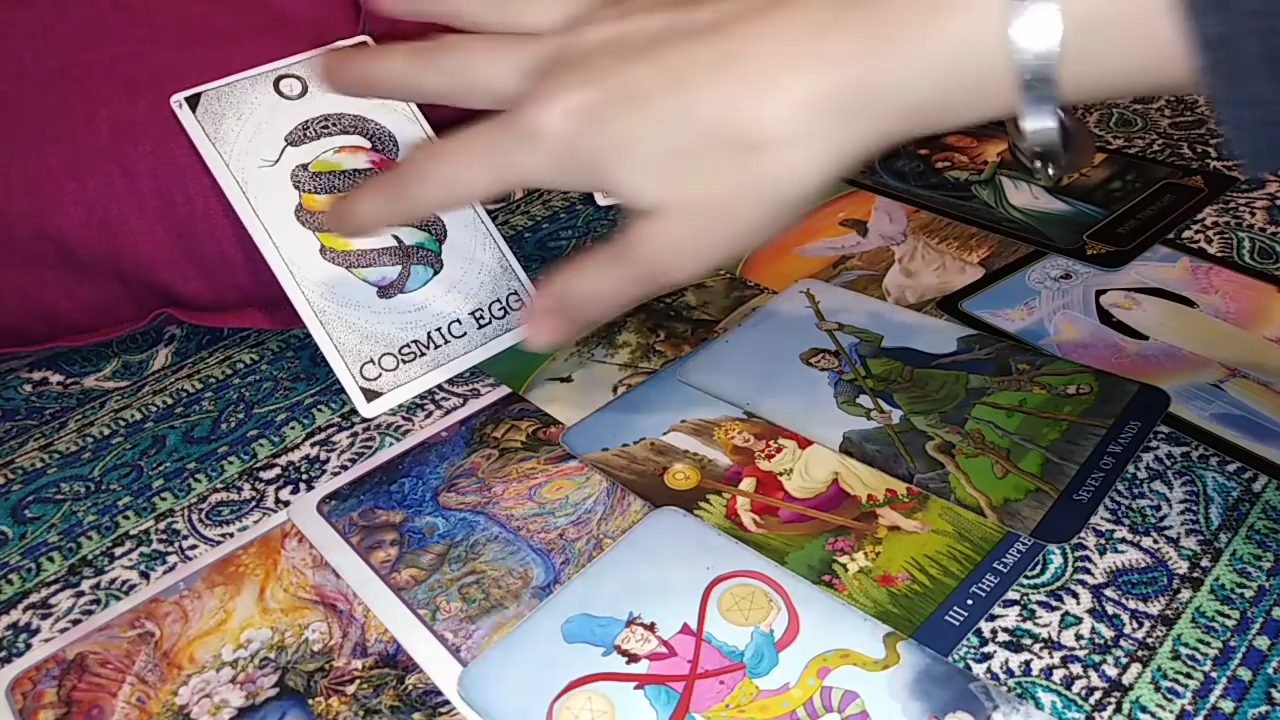 COSMIC EGG
SEVEN OF WANDS
III • THE EMPRE